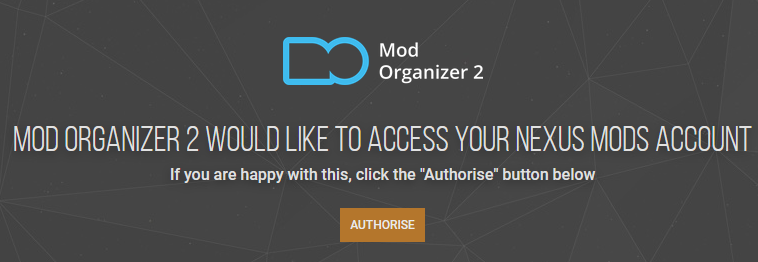 Mod
Organizer 2
MOD ORGANIZER 2 WOULD LIKE TO ACCESS YOUR NEXUS MODS ACCOUNT
If you are happy with this, click the "Authorise" button below
AUTHORISE